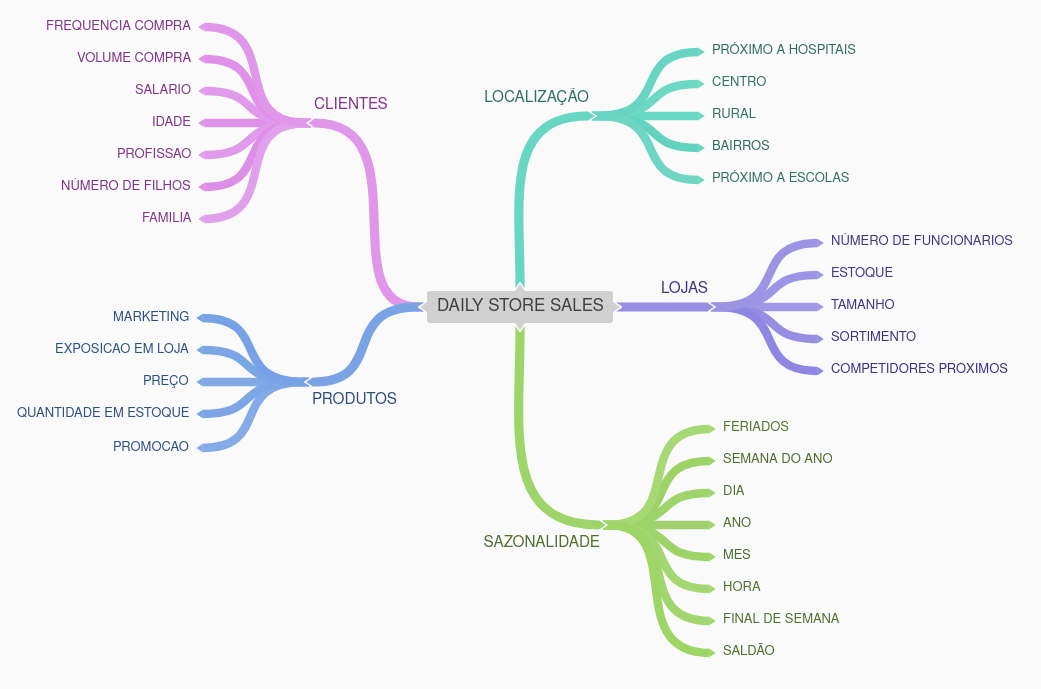 DAILY STORE SALES
CLIENTES
FREQUENCIA COMPRA
VOLUME COMPRA
SALARIO
IDADE
PROFISSAO
NÚMERO DE FILHOS
FAMILIA
PRODUTOS
MARKETING
EXPOSICAO EM LOJA
PREÇO
QUANTIDADE EM ESTOQUE
PROMOCAO
LOCALIZAÇÃO
PRÓXIMO A HOSPITAIS
CENTRO
RURAL
BAIRROS
PRÓXIMO A ESCOLAS
LOJAS
NÚMERO DE FUNCIONARIOS
ESTOQUE
TAMANHO
SORTIMENTO
COMPETIDORES PROXIMOS
SAZONALIDADE
FERIADOS
SEMANA DO ANO
DIA
ANO
MES
HORA
FINAL DE SEMANA
SALDÃO